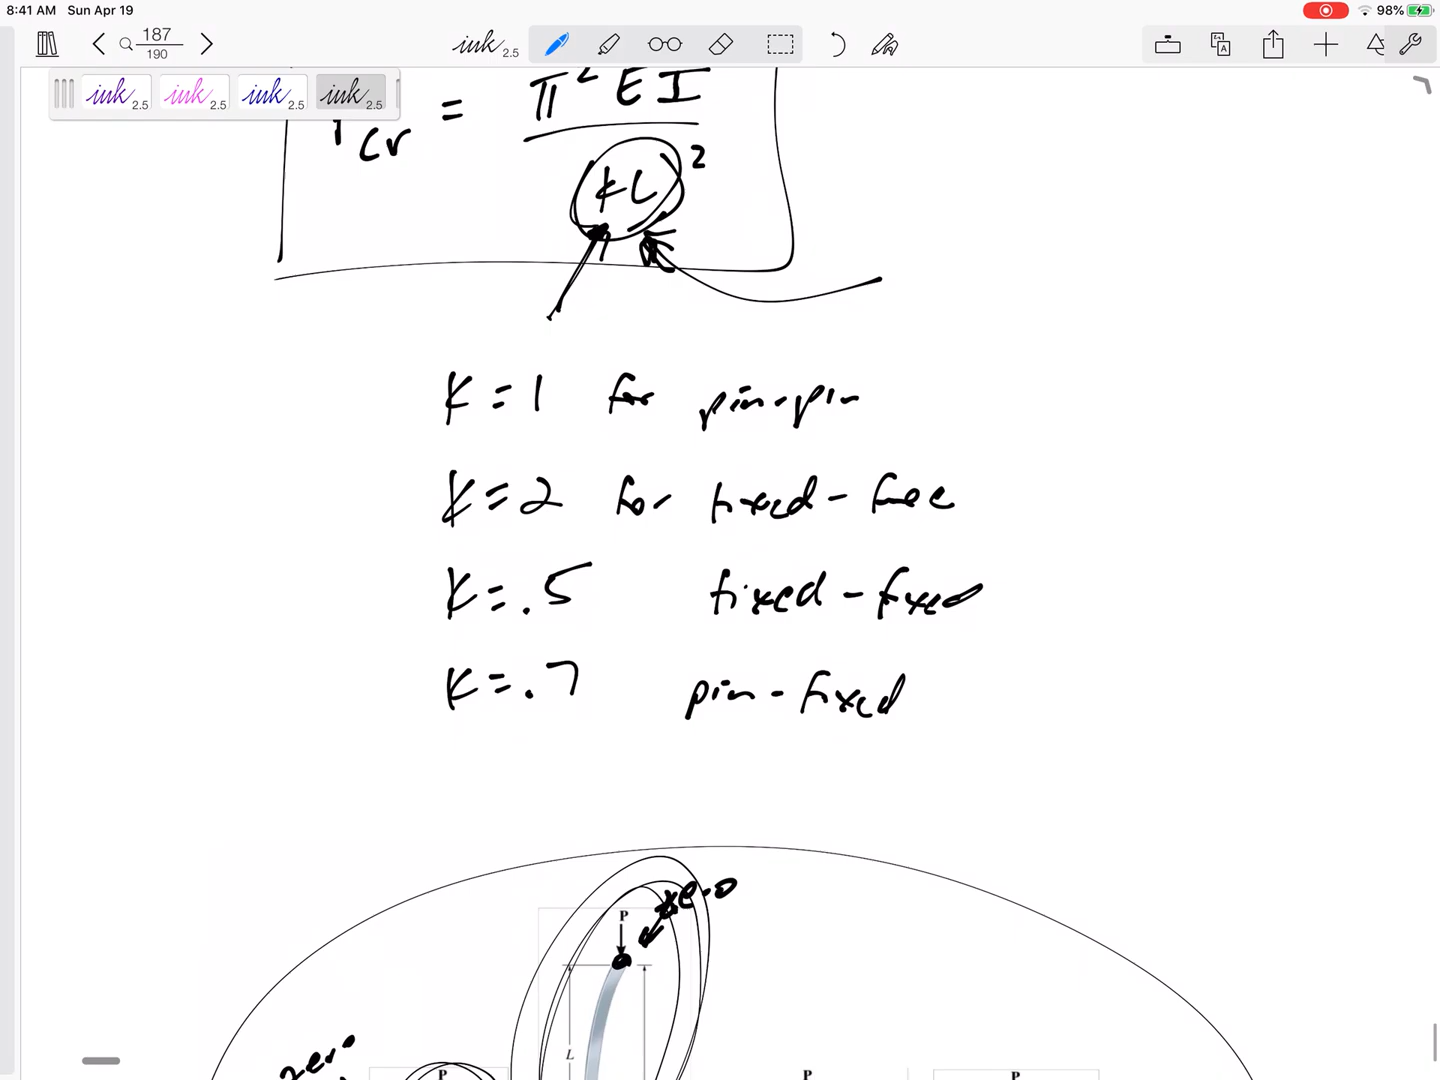 8:41 AM Sun Apr 19
98%
187
190
ink 2.5
ink 2.5 ink 2.5 ink 2.5 ink 2.5
Pcr = π² E I
(KL)²
K = 1 for pin-pin
K = 2 for fixed-free
K = .5 fixed-fixed
K = .7 pin-fixed
zero
P
L
zero
P
P
P